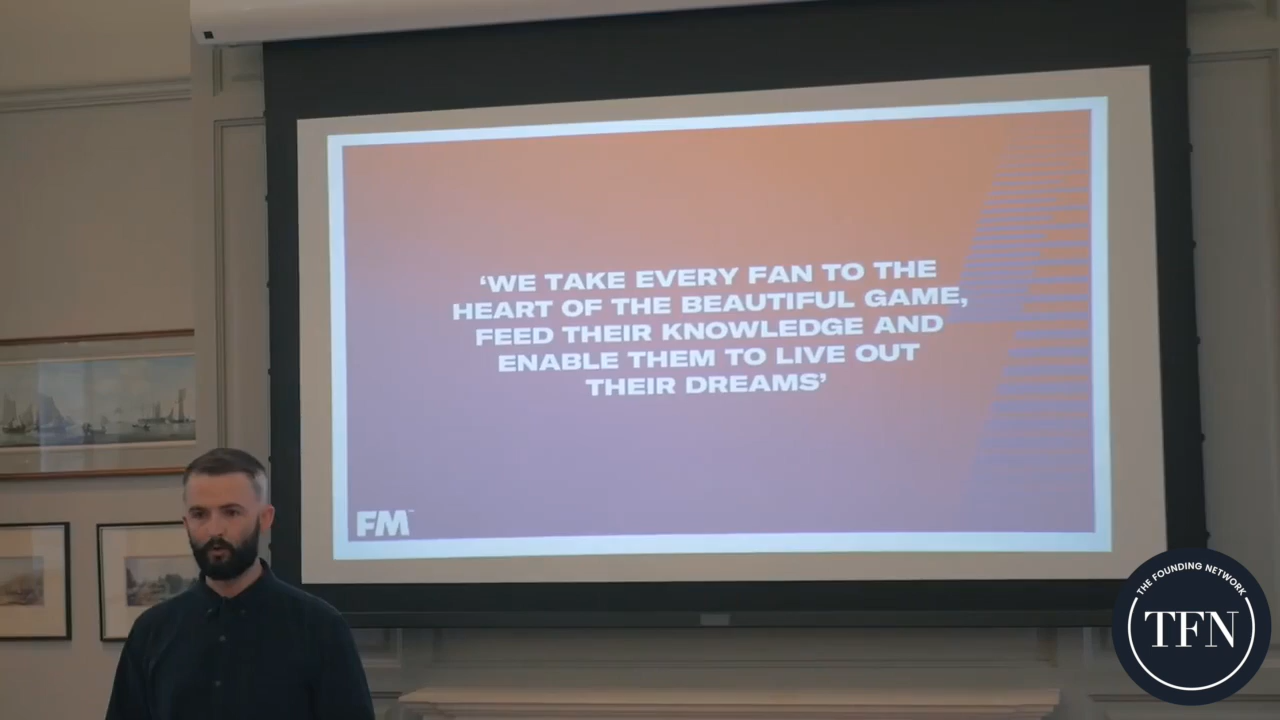 ‘WE TAKE EVERY FAN TO THE
HEART OF THE BEAUTIFUL GAME,
FEED THEIR KNOWLEDGE AND
ENABLE THEM TO LIVE OUT
THEIR DREAMS’
FM™
THE FOUNDING NETWORK
TFN